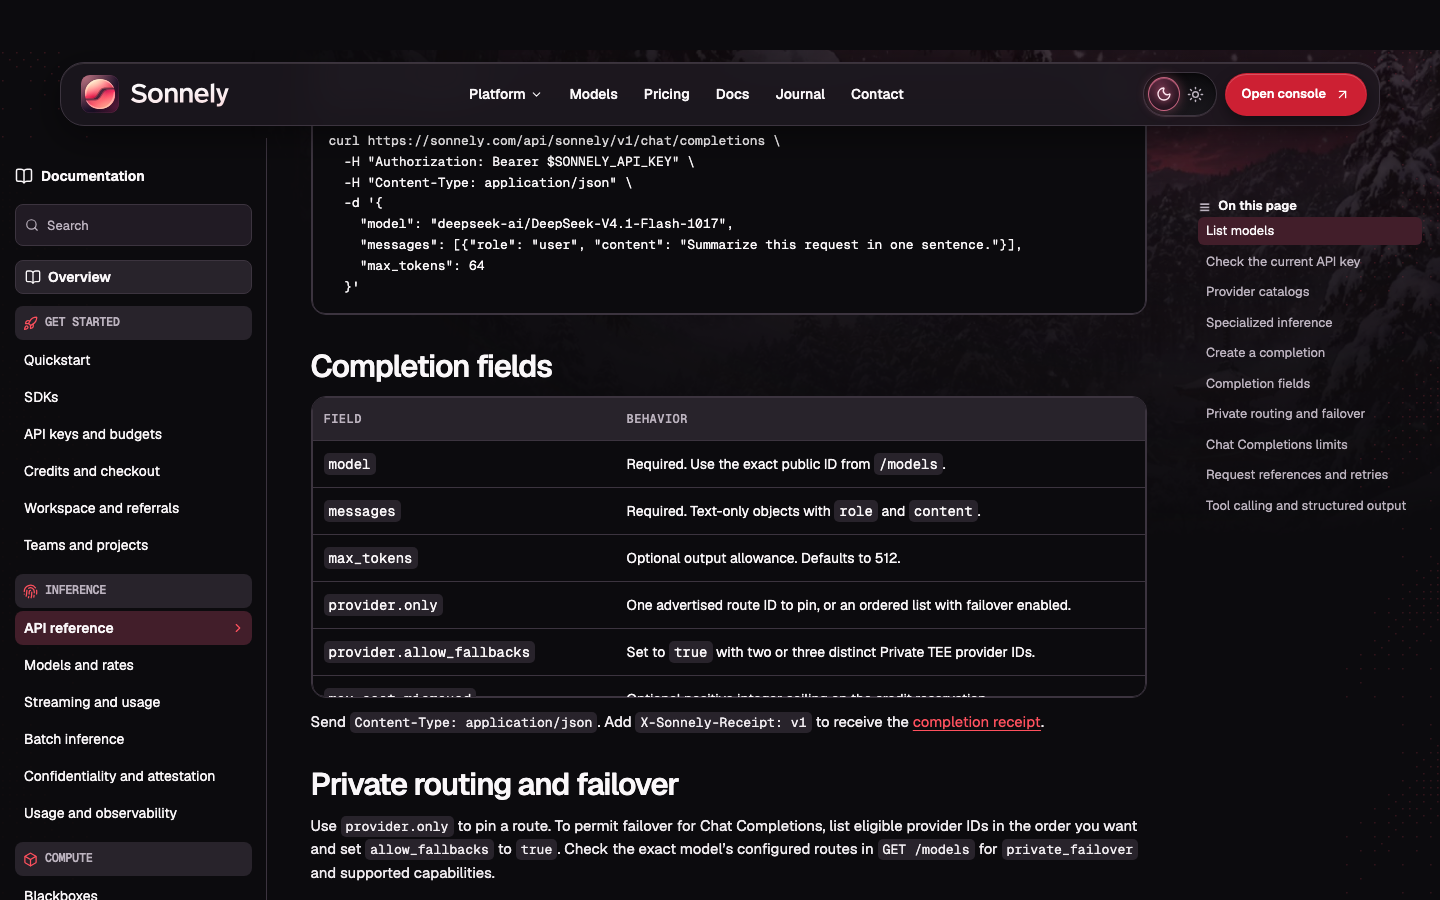 Sonnely
Platform
Models
Pricing
Docs
Journal
Contact
Open console
Documentation
Search
Overview
GET STARTED
Quickstart
SDKs
API keys and budgets
Credits and checkout
Workspace and referrals
Teams and projects
INFERENCE
API reference
Models and rates
Streaming and usage
Batch inference
Confidentiality and attestation
Usage and observability
COMPUTE
Blackboxes
curl https://sonnely.com/api/sonnely/v1/chat/completions \
-H "Authorization: Bearer $SONNELY_API_KEY" \
-H "Content-Type: application/json" \
-d '{
"model": "deepseek-ai/DeepSeek-V4.1-Flash-1017",
"messages": [{"role": "user", "content": "Summarize this request in one sentence."}],
"max_tokens": 64
}'
Completion fields
FIELD BEHAVIOR
model Required. Use the exact public ID from /models.
messages Required. Text-only objects with role and content.
max_tokens Optional output allowance. Defaults to 512.
provider.only One advertised route ID to pin, or an ordered list with failover enabled.
provider.allow_fallbacks Set to true with two or three distinct Private TEE provider IDs.
Optional positive integer ceiling on the credit reservation.
Send Content-Type: application/json. Add X-Sonnely-Receipt: v1 to receive the completion receipt.
Private routing and failover
Use provider.only to pin a route. To permit failover for Chat Completions, list eligible provider IDs in the order you want
and set allow_fallbacks to true. Check the exact model's configured routes in GET /models for private_failover
and supported capabilities.
On this page
List models
Check the current API key
Provider catalogs
Specialized inference
Create a completion
Completion fields
Private routing and failover
Chat Completions limits
Request references and retries
Tool calling and structured output